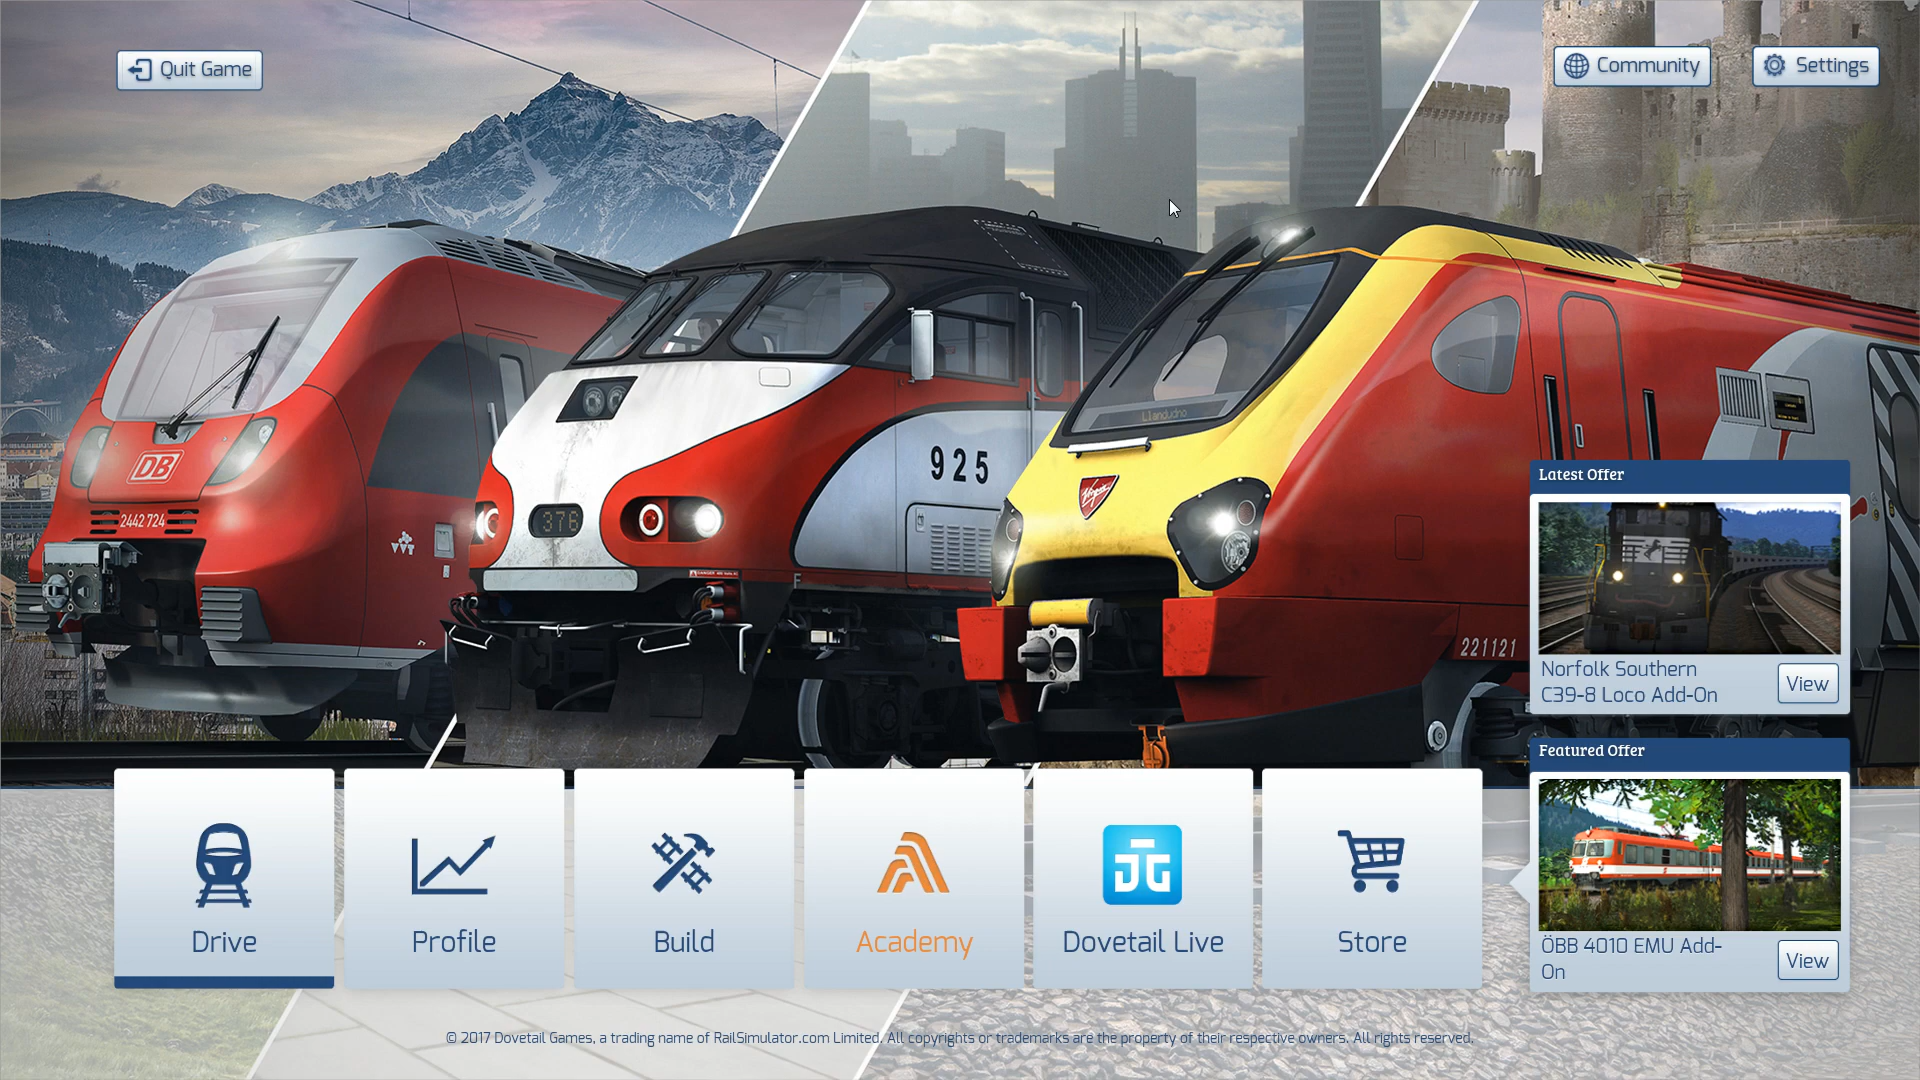 Quit Game
Community
Settings
Llandudno
DB
2442 724
925
376
Virgin
221121
Latest Offer
Norfolk Southern
C39-8 Loco Add-On
View
Featured Offer
ÖBB 4010 EMU Add-
On
View
Drive
Profile
Build
Academy
Dovetail Live
Store
© 2017 Dovetail Games, a trading name of RailSimulator.com Limited. All copyrights or trademarks are the property of their respective owners. All rights reserved.